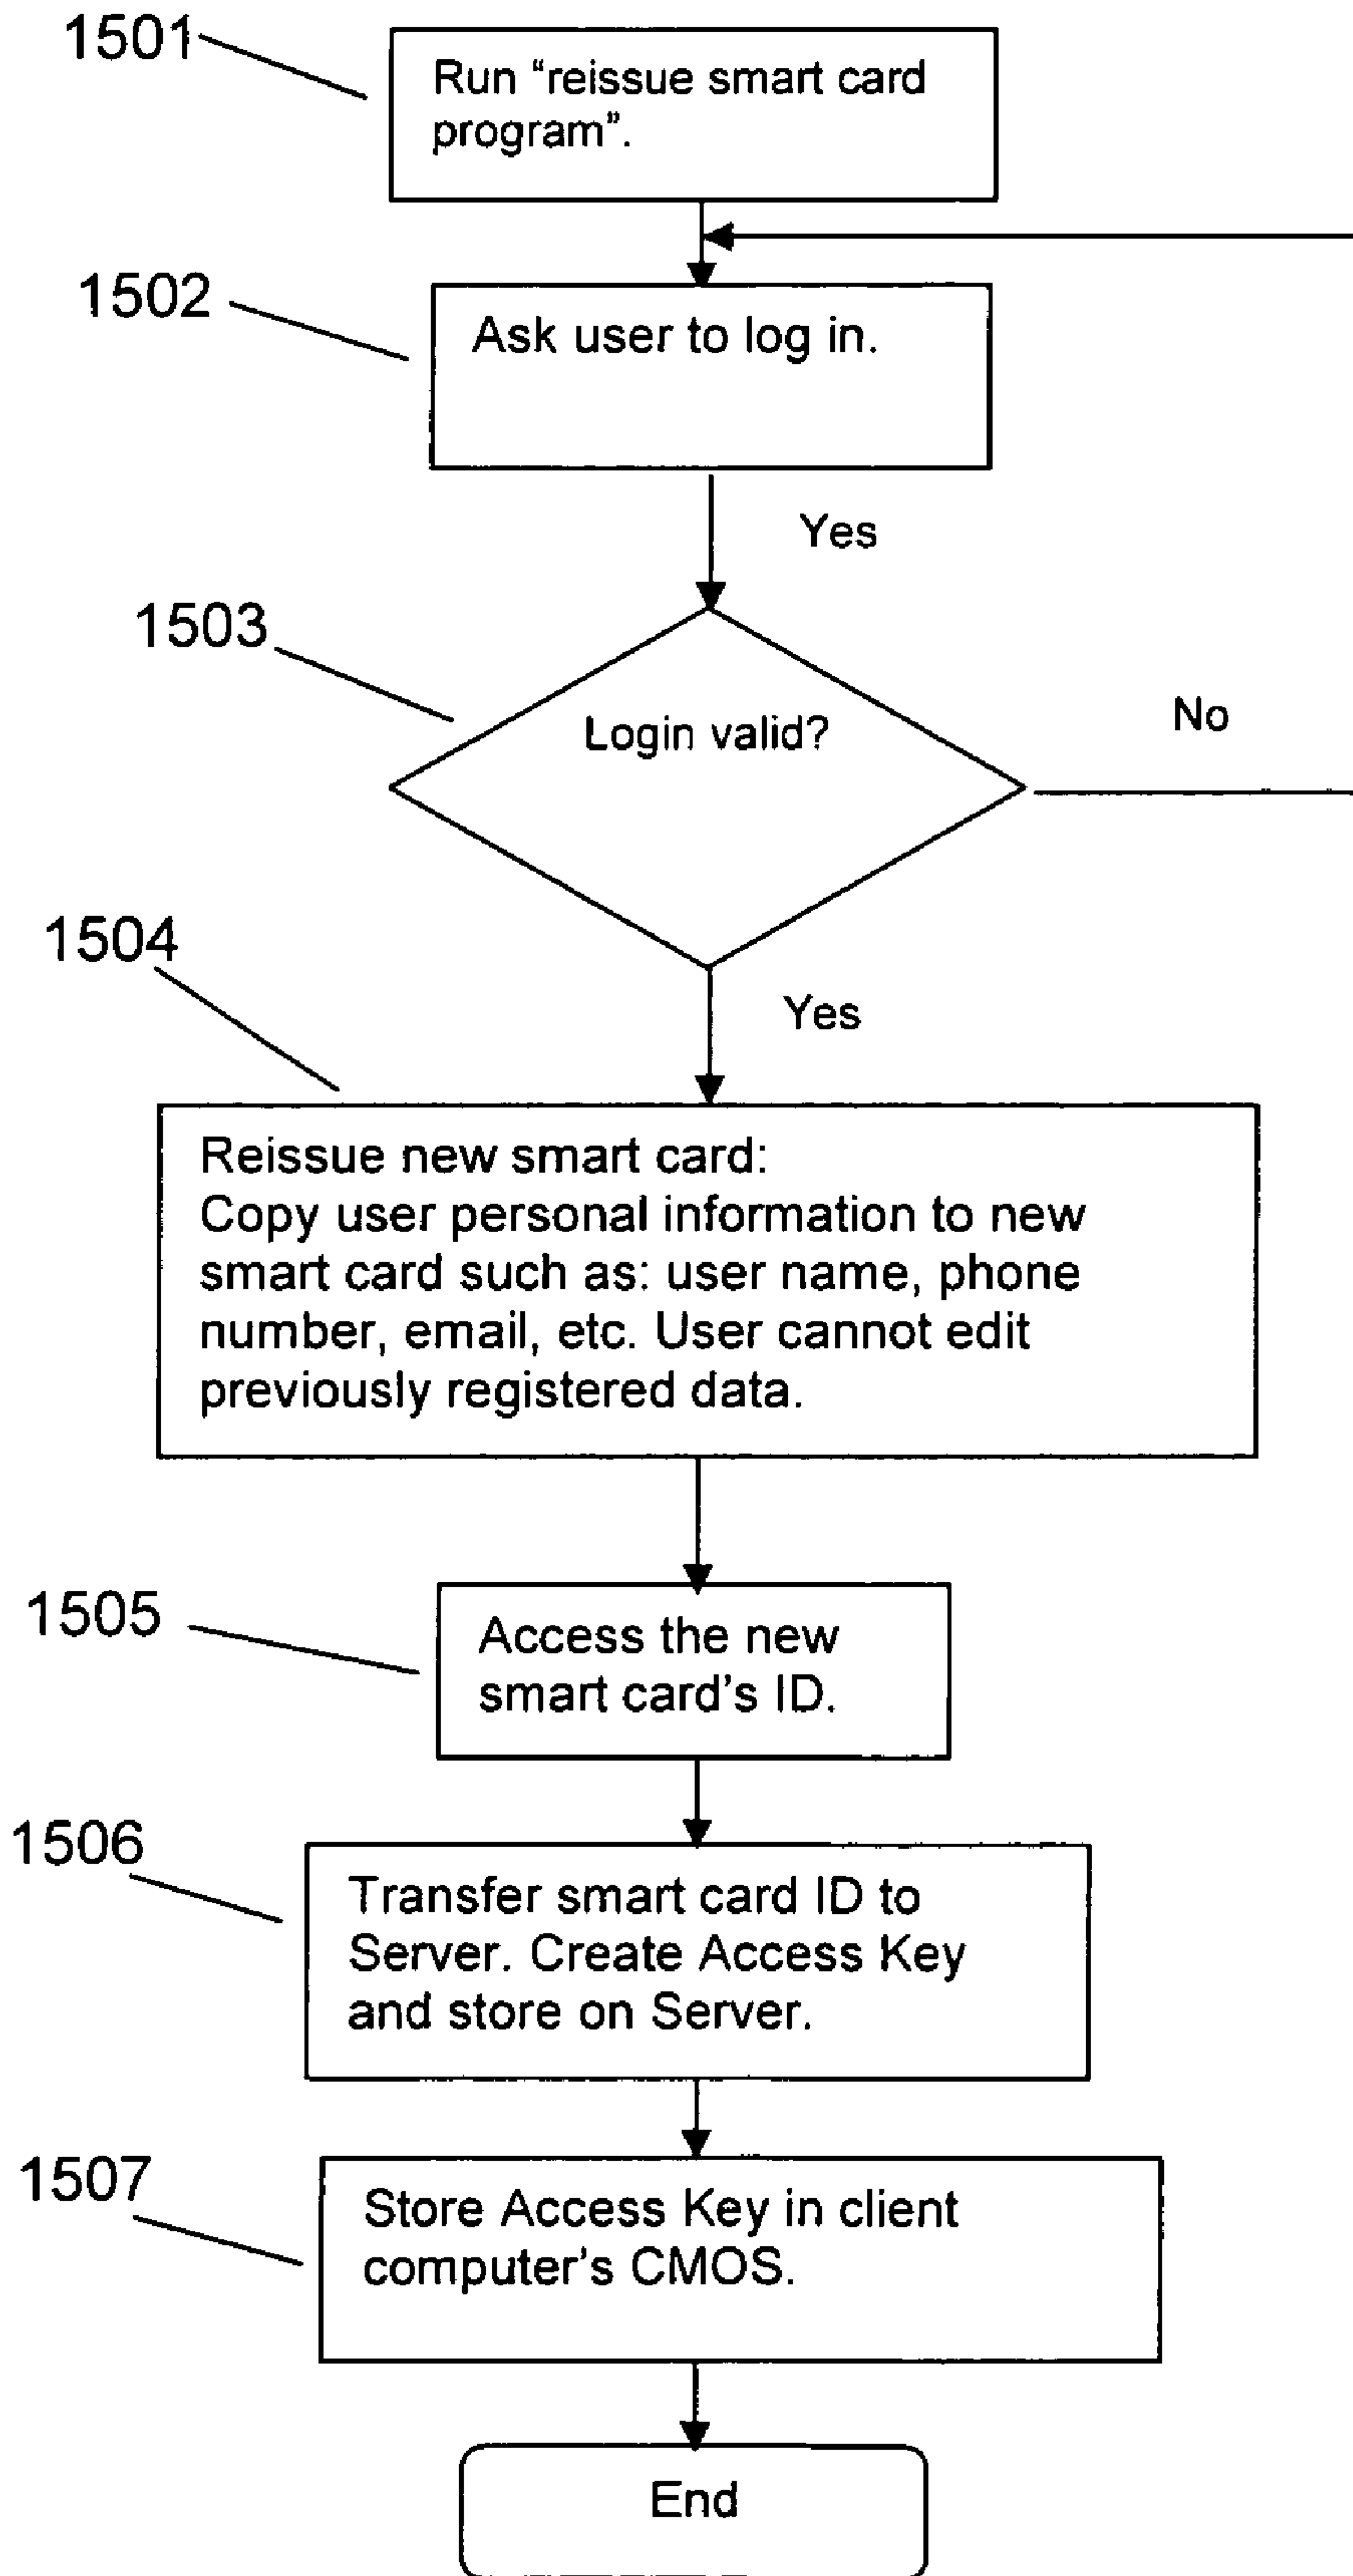 1501
Run “reissue smart card
program”.
1502
Ask user to log in.
Yes
1503
Login valid?
No
1504
Yes
Reissue new smart card:
Copy user personal information to new
smart card such as: user name, phone
number, email, etc. User cannot edit
previously registered data.
1505
Access the new
smart card’s ID.
1506
Transfer smart card ID to
Server. Create Access Key
and store on Server.
1507
Store Access Key in client
computer’s CMOS.
End